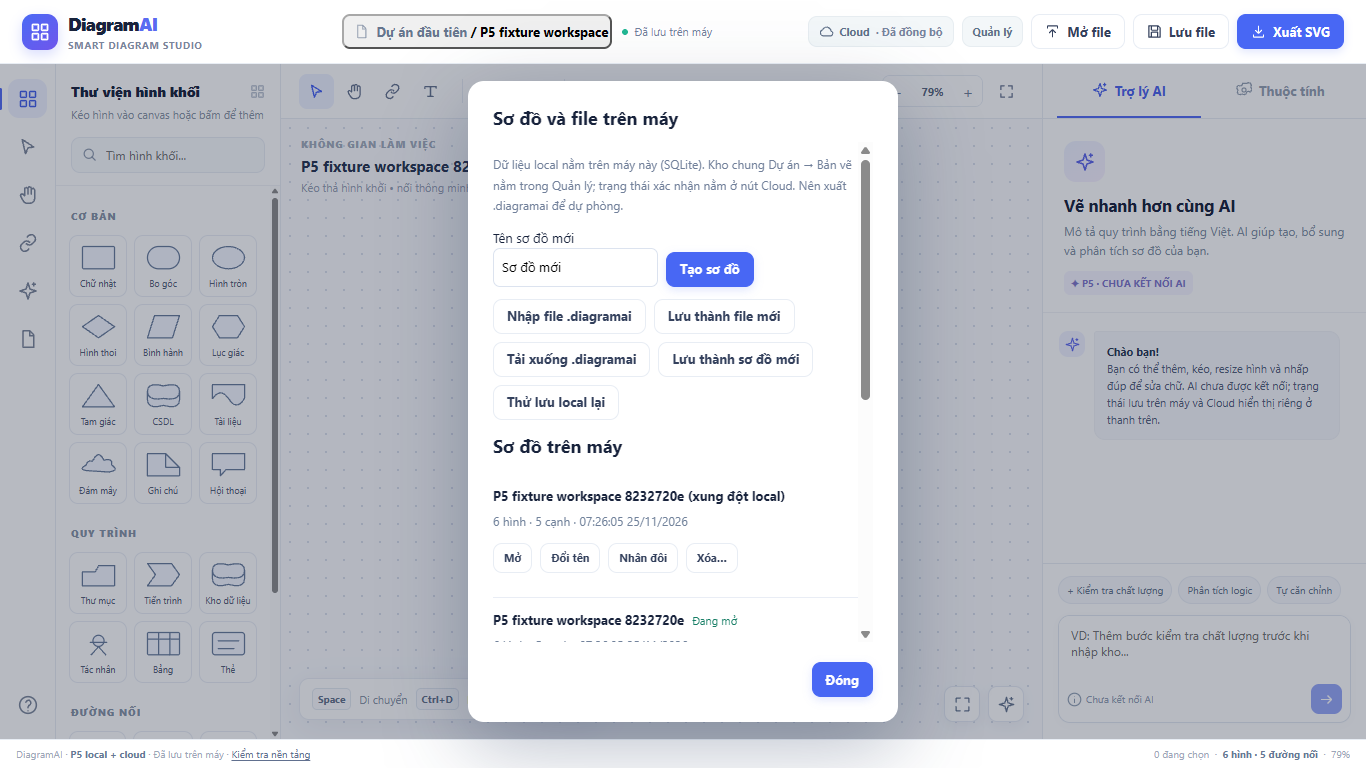 DiagramAI
SMART DIAGRAM STUDIO
Dự án đầu tiên / P5 fixture workspace
Đã lưu trên máy
Cloud · Đã đồng bộ
Quản lý
Mở file
Lưu file
Xuất SVG
Thư viện hình khối
Kéo hình vào canvas hoặc bấm để thêm
Tìm hình khối...
CƠ BẢN
Chữ nhật
Bo góc
Hình tròn
Hình thoi
Bình hành
Lục giác
Tam giác
CSDL
Tài liệu
Đám mây
Ghi chú
Hội thoại
QUY TRÌNH
Thư mục
Tiến trình
Kho dữ liệu
Tác nhân
Bảng
Thẻ
ĐƯỜNG NỐI
79% +
KHÔNG GIAN LÀM VIỆC
P5 fixture workspace 82
Kéo thả hình khối • nối thông minh
Space Di chuyển Ctrl+D
Sơ đồ và file trên máy
Dữ liệu local nằm trên máy này (SQLite). Kho chung Dự án → Bản vẽ
nằm trong Quản lý; trạng thái xác nhận nằm ở nút Cloud. Nên xuất
.diagramai để dự phòng.
Tên sơ đồ mới
Sơ đồ mới
Tạo sơ đồ
Nhập file .diagramai
Lưu thành file mới
Tải xuống .diagramai
Lưu thành sơ đồ mới
Thử lưu local lại
Sơ đồ trên máy
P5 fixture workspace 8232720e (xung đột local)
6 hình · 5 cạnh · 07:26:05 25/11/2026
Mở
Đổi tên
Nhân đôi
Xóa...
P5 fixture workspace 8232720e Đang mở
Đóng
Trợ lý AI
Thuộc tính
Vẽ nhanh hơn cùng AI
Mô tả quy trình bằng tiếng Việt. AI giúp tạo, bổ sung
và phân tích sơ đồ của bạn.
✦ P5 · CHƯA KẾT NỐI AI
Chào bạn!
Bạn có thể thêm, kéo, resize hình và nhấp
đúp để sửa chữ. AI chưa được kết nối; trạng
thái lưu trên máy và Cloud hiển thị riêng ở
thanh trên.
+ Kiểm tra chất lượng
Phân tích logic
Tự căn chỉnh
VD: Thêm bước kiểm tra chất lượng trước khi
nhập kho...
Chưa kết nối AI
DiagramAI · P5 local + cloud · Đã lưu trên máy · Kiểm tra nền tảng
0 đang chọn · 6 hình • 5 đường nối · 79%